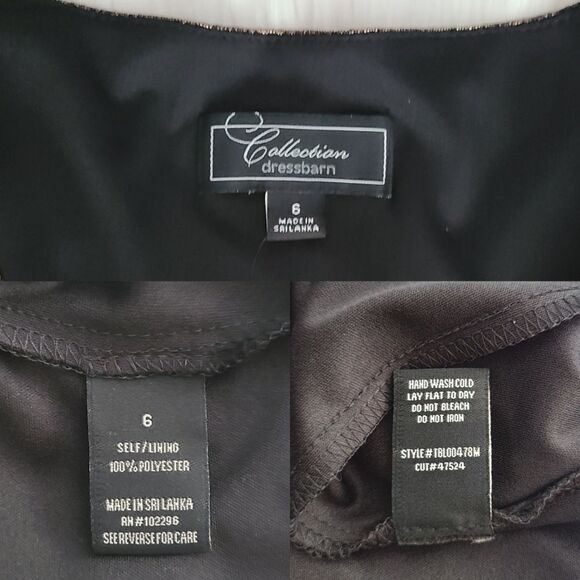 Collection
dressbarn
6
MADE IN
SRI LANKA
6
SELF/LINING
100% POLYESTER
MADE IN SRI LANKA
RN#102296
SEE REVERSE FOR CARE
HAND WASH COLD
LAY FLAT TO DAY
DO NOT BLEACH
DO NOT IRON
STYLE#TBL00478M
CUT#47524